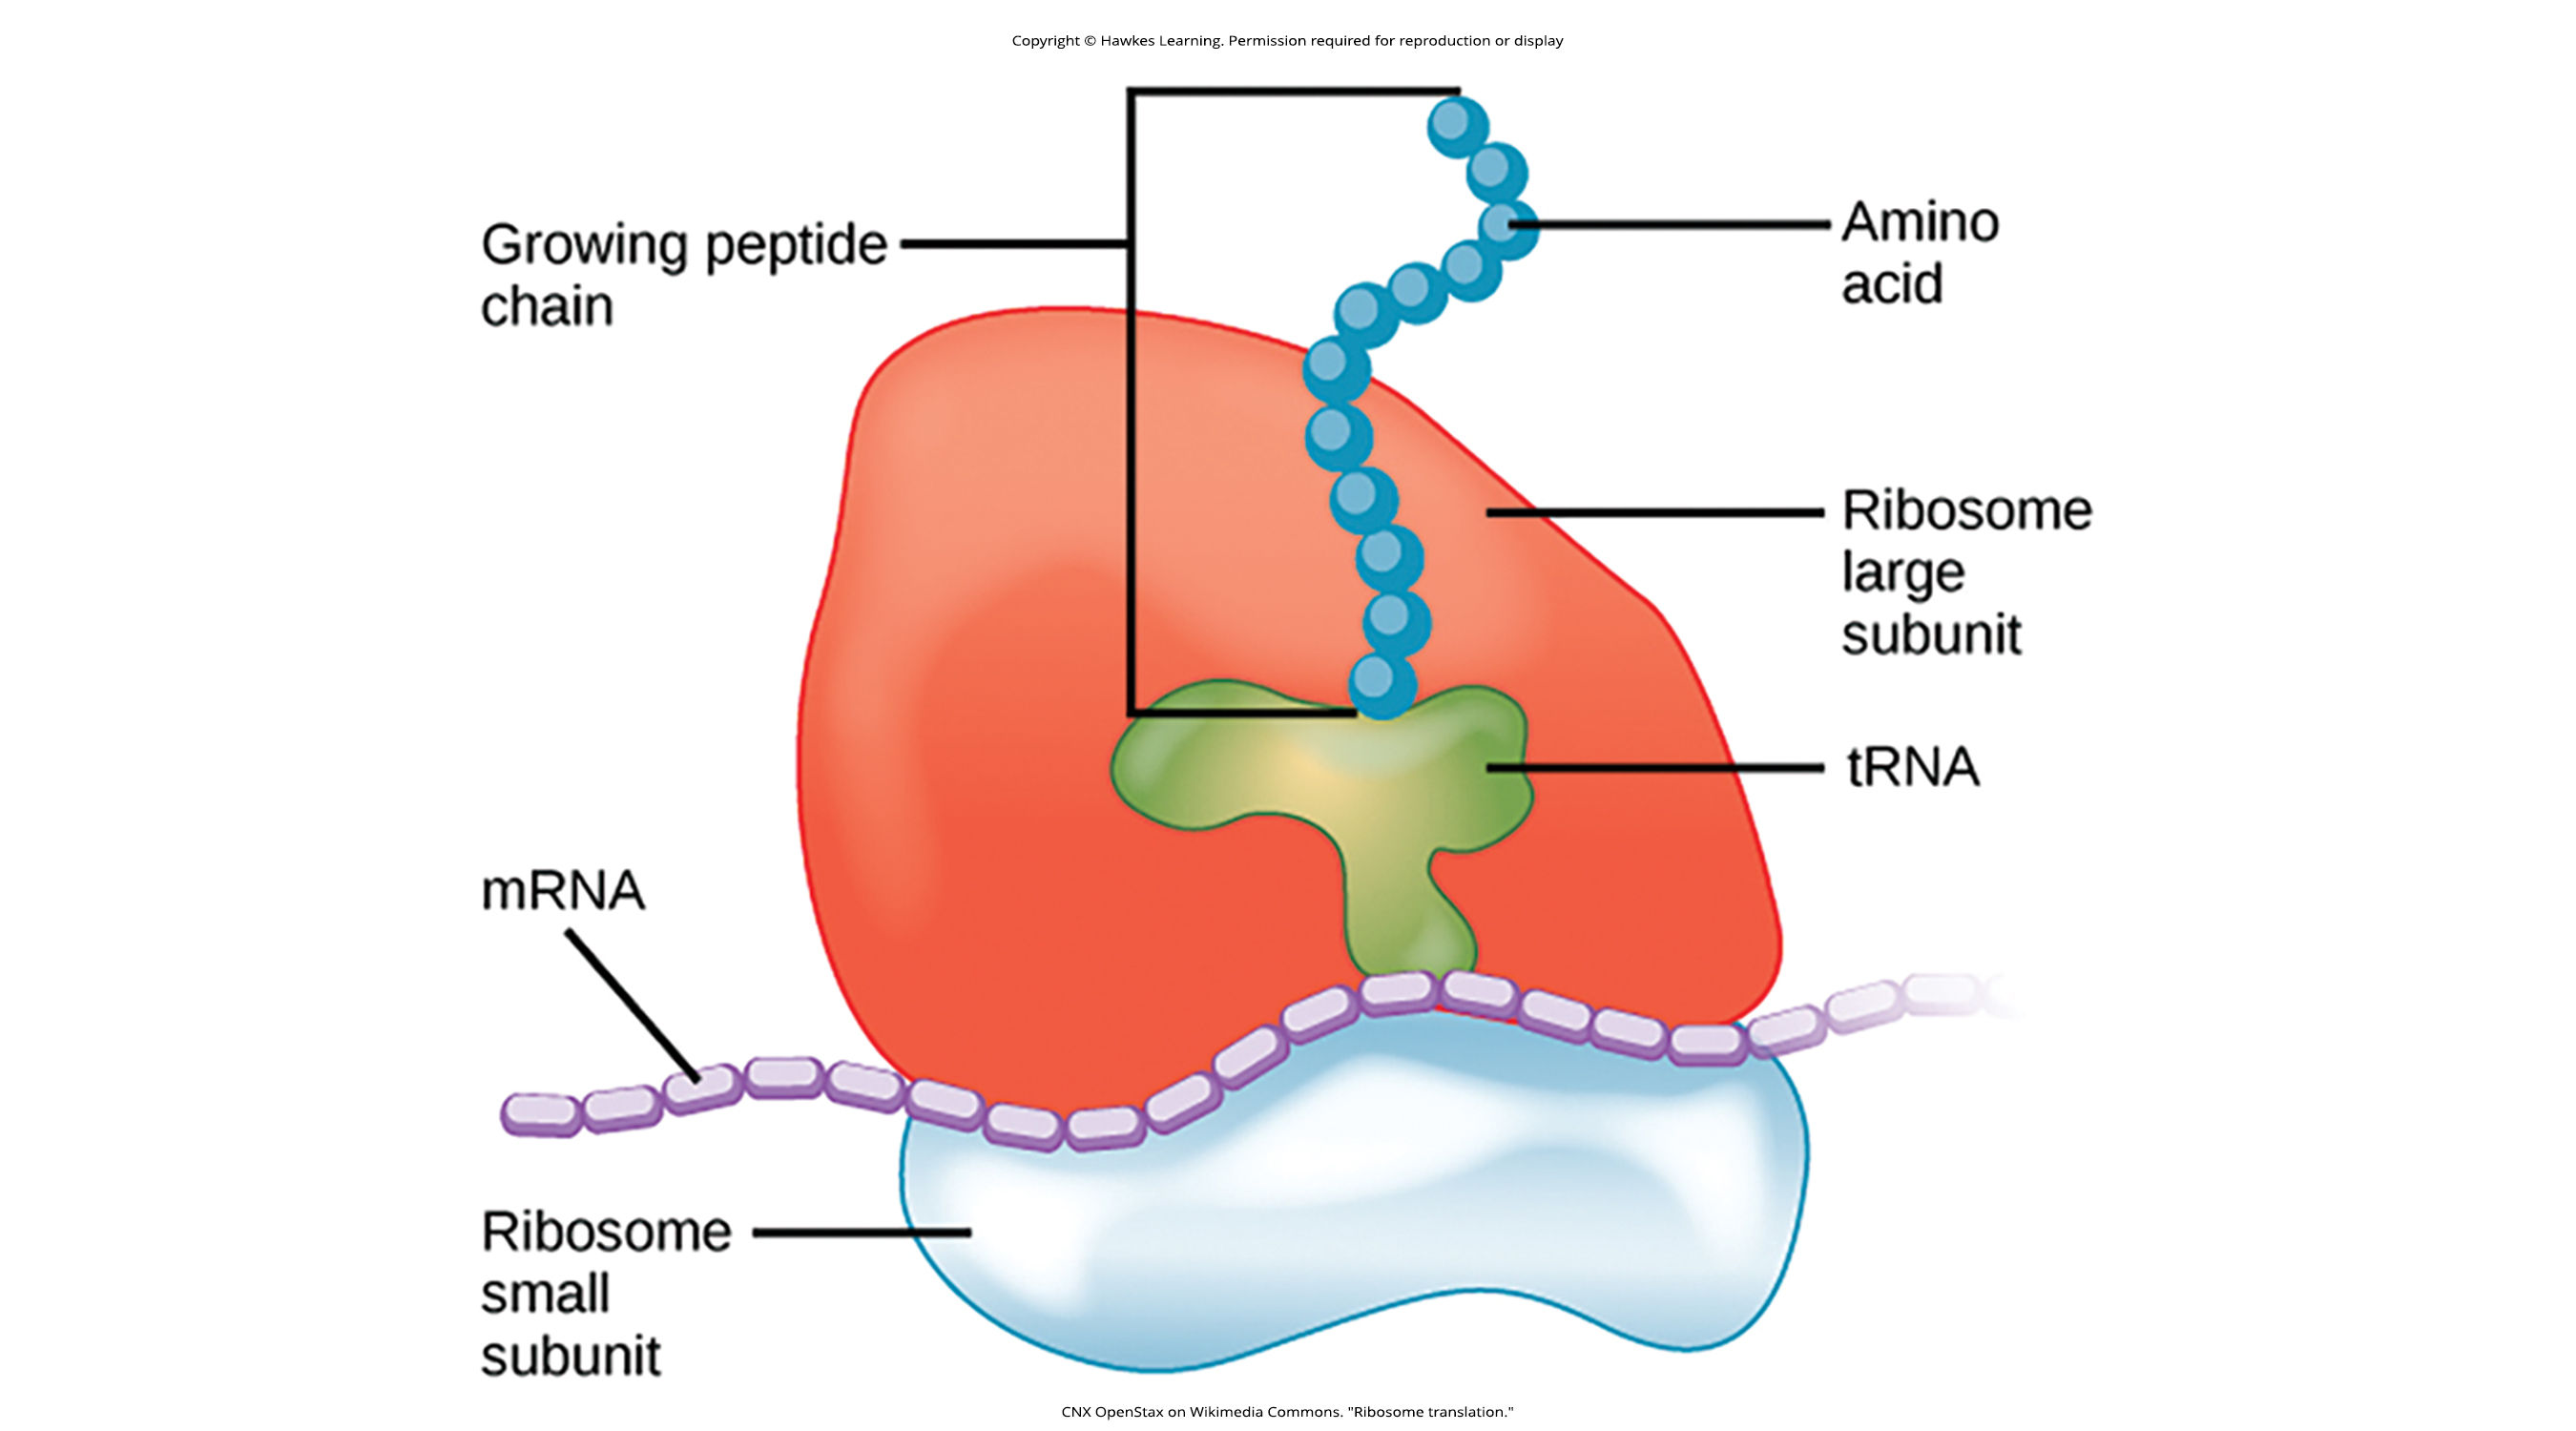 Copyright © Hawkes Learning. Permission required for reproduction or display
Growing peptide
chain
Amino
acid
Ribosome
large
subunit
tRNA
mRNA
Ribosome
small
subunit
CNX OpenStax on Wikimedia Commons. "Ribosome translation."